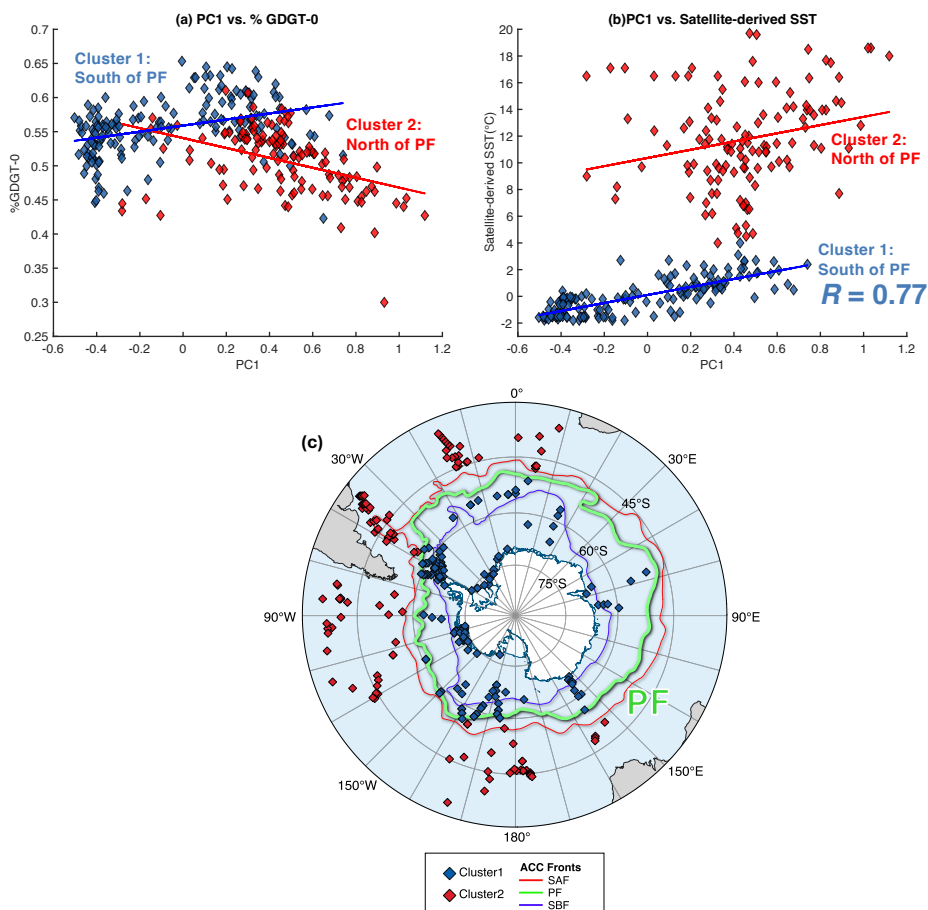 (a) PC1 vs. % GDGT-0
0.7
0.65
0.6
0.55
0.5
0.45
0.4
0.35
0.3
0.25
%GDGT-0
Cluster 1:
South of PF
Cluster 2:
North of PF
-0.6
-0.4
-0.2
0
0.2
0.4
0.6
0.8
1
1.2
PC1
(b)PC1 vs. Satellite-derived SST
20
18
16
14
12
10
8
6
4
2
0
-2
Satellite-derived SST(°C)
Cluster 2:
North of PF
Cluster 1:
South of PF
R = 0.77
-0.6
-0.4
-0.2
0
0.2
0.4
0.6
0.8
1
1.2
PC1
(c)
0°
30°W
30°E
45°S
60°S
75°S
90°W
90°E
PF
150°W
150°E
180°
Cluster1
Cluster2
ACC Fronts
SAF
PF
SBF